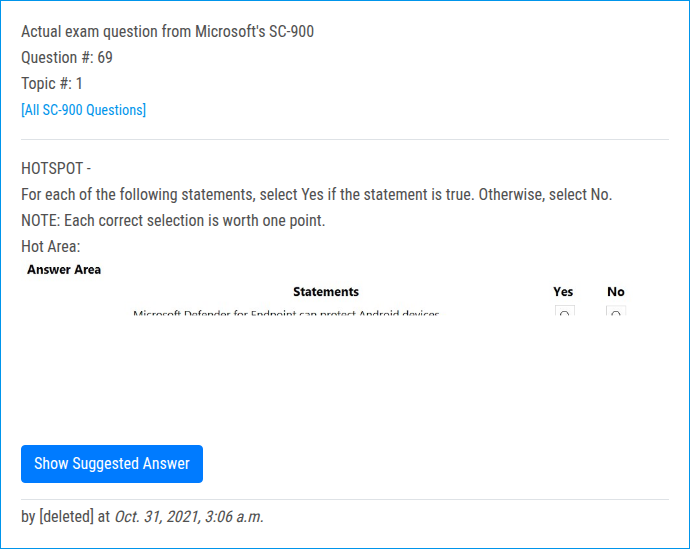 Actual exam question from Microsoft's SC-900
Question #: 69
Topic #: 1
[All SC-900 Questions]
HOTSPOT -
For each of the following statements, select Yes if the statement is true. Otherwise, select No.
NOTE: Each correct selection is worth one point.
Hot Area:
Answer Area
Statements Yes No
Microsoft Defender for Endpoint can protect Android devices.
Show Suggested Answer
by [deleted] at Oct. 31, 2021, 3:06 a.m.